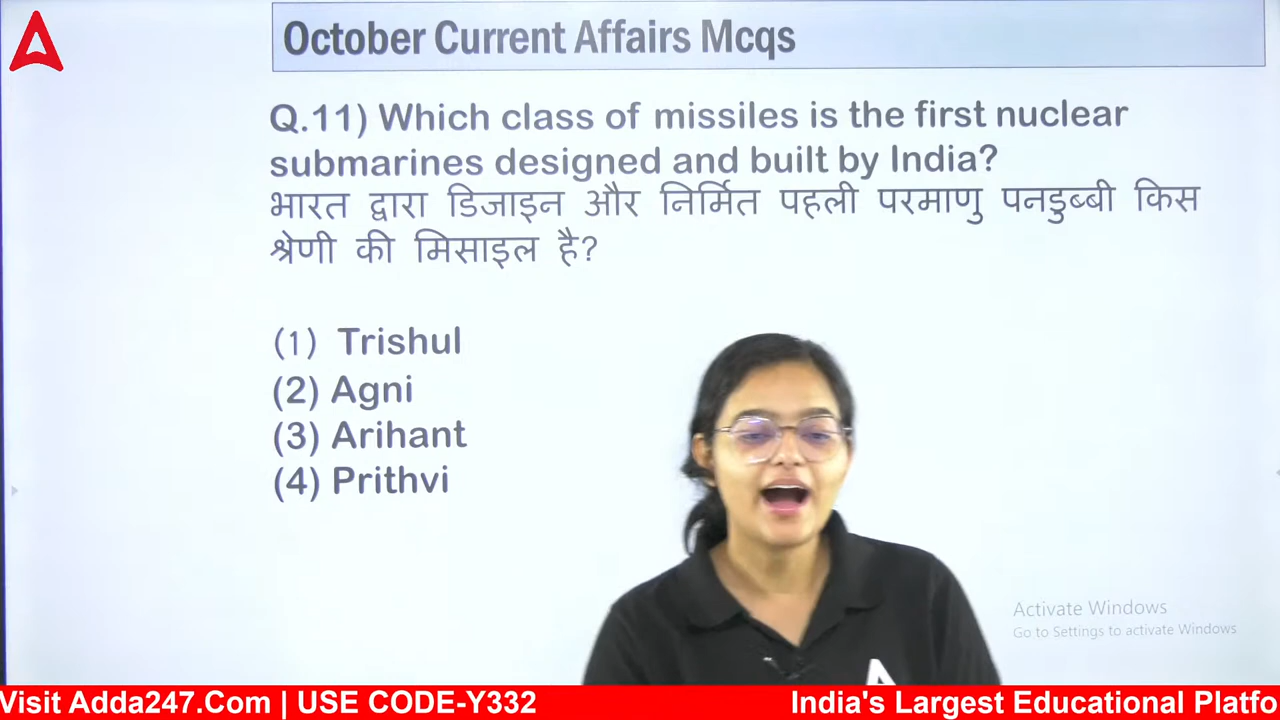 October Current Affairs Mcqs
Q.11) Which class of missiles is the first nuclear
submarines designed and built by India?
भारत द्वारा डिजाइन और निर्मित पहली परमाणु पनडुब्बी किस
श्रेणी की मिसाइल है?
(1) Trishul
(2) Agni
(3) Arihant
(4) Prithvi
Activate Windows
Go to Settings to activate Windows
Visit Adda247.Com | USE CODE-Y332
India's Largest Educational Platfo